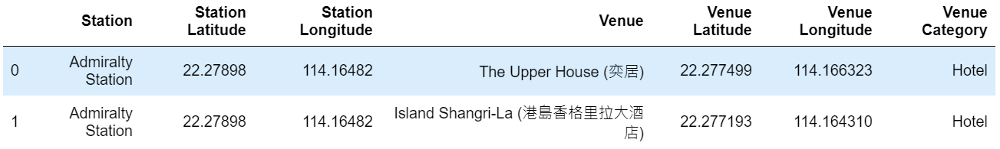 Station Station Latitude Station Longitude Venue Venue Latitude Venue Longitude Venue Category
0 Admiralty Station 22.27898 114.16482 The Upper House (奕居) 22.277499 114.166323 Hotel
1 Admiralty Station 22.27898 114.16482 Island Shangri-La (港島香格里拉大酒店) 22.277193 114.164310 Hotel